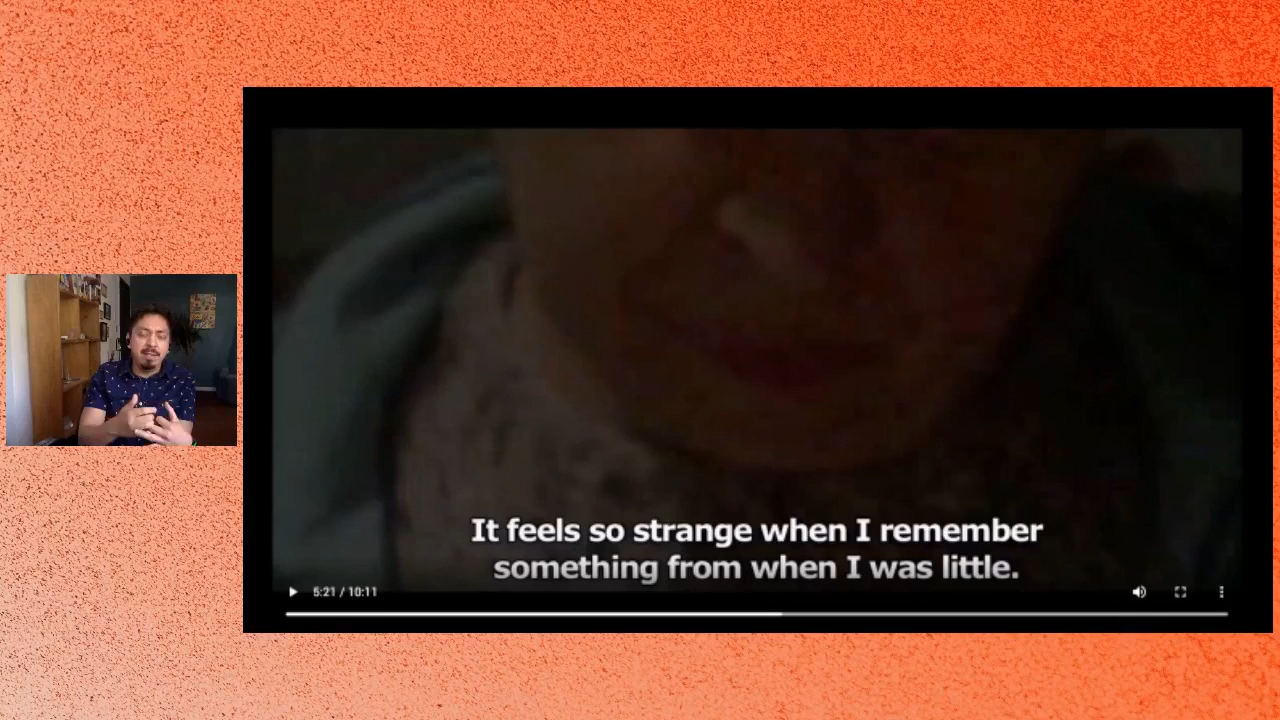 It feels so strange when I remember
something from when I was little.
5:21 / 10:11